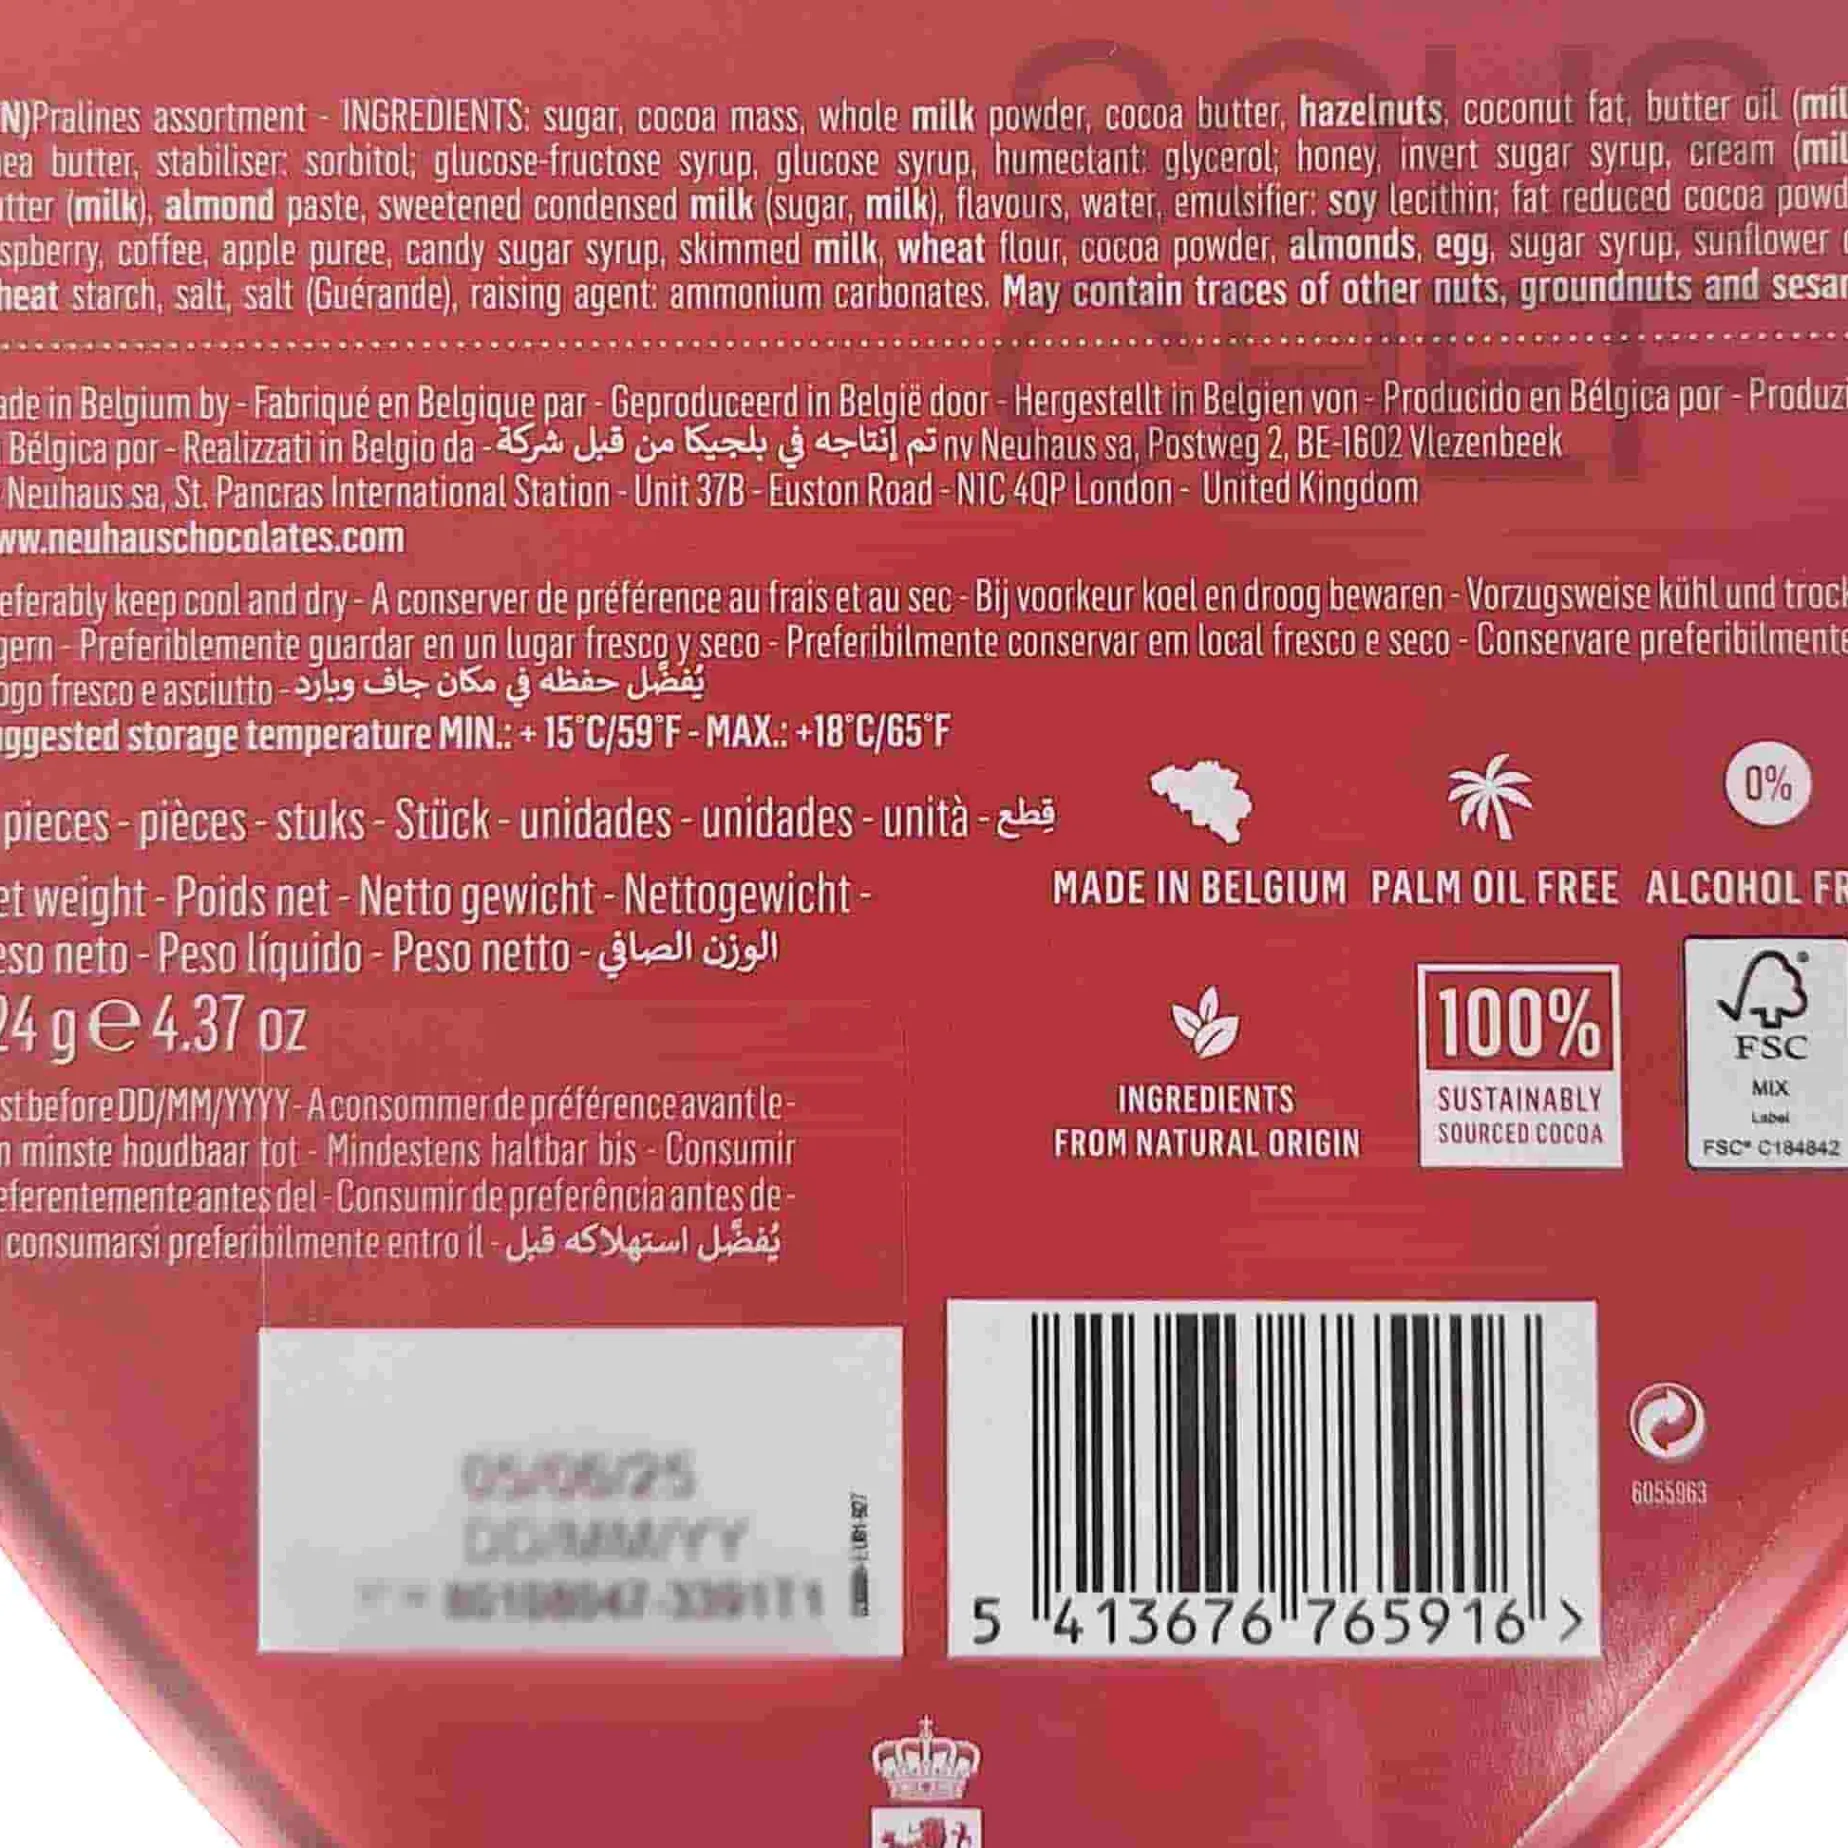 N)Pralines assortment - INGREDIENTS: sugar, cocoa mass, whole milk powder, cocoa butter, hazelnuts, coconut fat, butter oil (mil
ea butter, stabiliser: sorbitol; glucose-fructose syrup, glucose syrup, humectant: glycerol; honey, invert sugar syrup, cream (mil
tter (milk), almond paste, sweetened condensed milk (sugar, milk), flavours, water, emulsifier: soy lecithin; fat reduced cocoa powd
spberry, coffee, apple puree, candy sugar syrup, skimmed milk, wheat flour, cocoa powder, almonds, egg, sugar syrup, sunflower
heat starch, salt, salt (Guérande), raising agent: ammonium carbonates. May contain traces of other nuts, groundnuts and sesam
ade in Belgium by - Fabriqué en Belgique par - Geproduceerd in België door - Hergestellt in Belgien von - Producido en Bélgica por - Produzi
Bélgica por - Realizzati in Belgio da - تم إنتاجه في بلجيكا من قبل شركة nv Neuhaus sa, Postweg 2, BE-1602 Vlezenbeek
Neuhaus sa, St. Pancras International Station - Unit 37B - Euston Road - N1C 4QP London - United Kingdom
ww.neuhauschocolates.com
eferably keep cool and dry - A conserver de préférence au frais et au sec - Bij voorkeur koel en droog bewaren - Vorzugsweise kühl und trock
gern - Preferiblemente guardar en un lugar fresco y seco - Preferibilmente conservar em local fresco e seco - Conservare preferibilmente
ogo fresco e asciutto - يُفضَّل حفظه في مكان جاف وبارد
ggested storage temperature MIN.: + 15°C/59°F - MAX.: +18°C/65°F
pieces - pièces - stuks - Stück - unidades - unidades - unità - قطع
et weight - Poids net - Netto gewicht - Nettogewicht -
eso neto - Peso líquido - Peso netto - الوزن الصافي
24 g e 4.37 oz
st before DD/MM/YYYY - A consommer de préférence avant le -
n minste houdbaar tot - Mindestens haltbar bis - Consumir
eferentemente antes del - Consumir de preferência antes de -
consumarsi preferibilmente entro il - يُفضَّل استهلاكه قبل
0%
MADE IN BELGIUM PALM OIL FREE ALCOHOL FR
100%
SUSTAINABLY
SOURCED COCOA
INGREDIENTS
FROM NATURAL ORIGIN
FSC
MIX
Label
FSC® C184842
05/06/25
DD/MM/YY
5 413676 765916 >
6055963